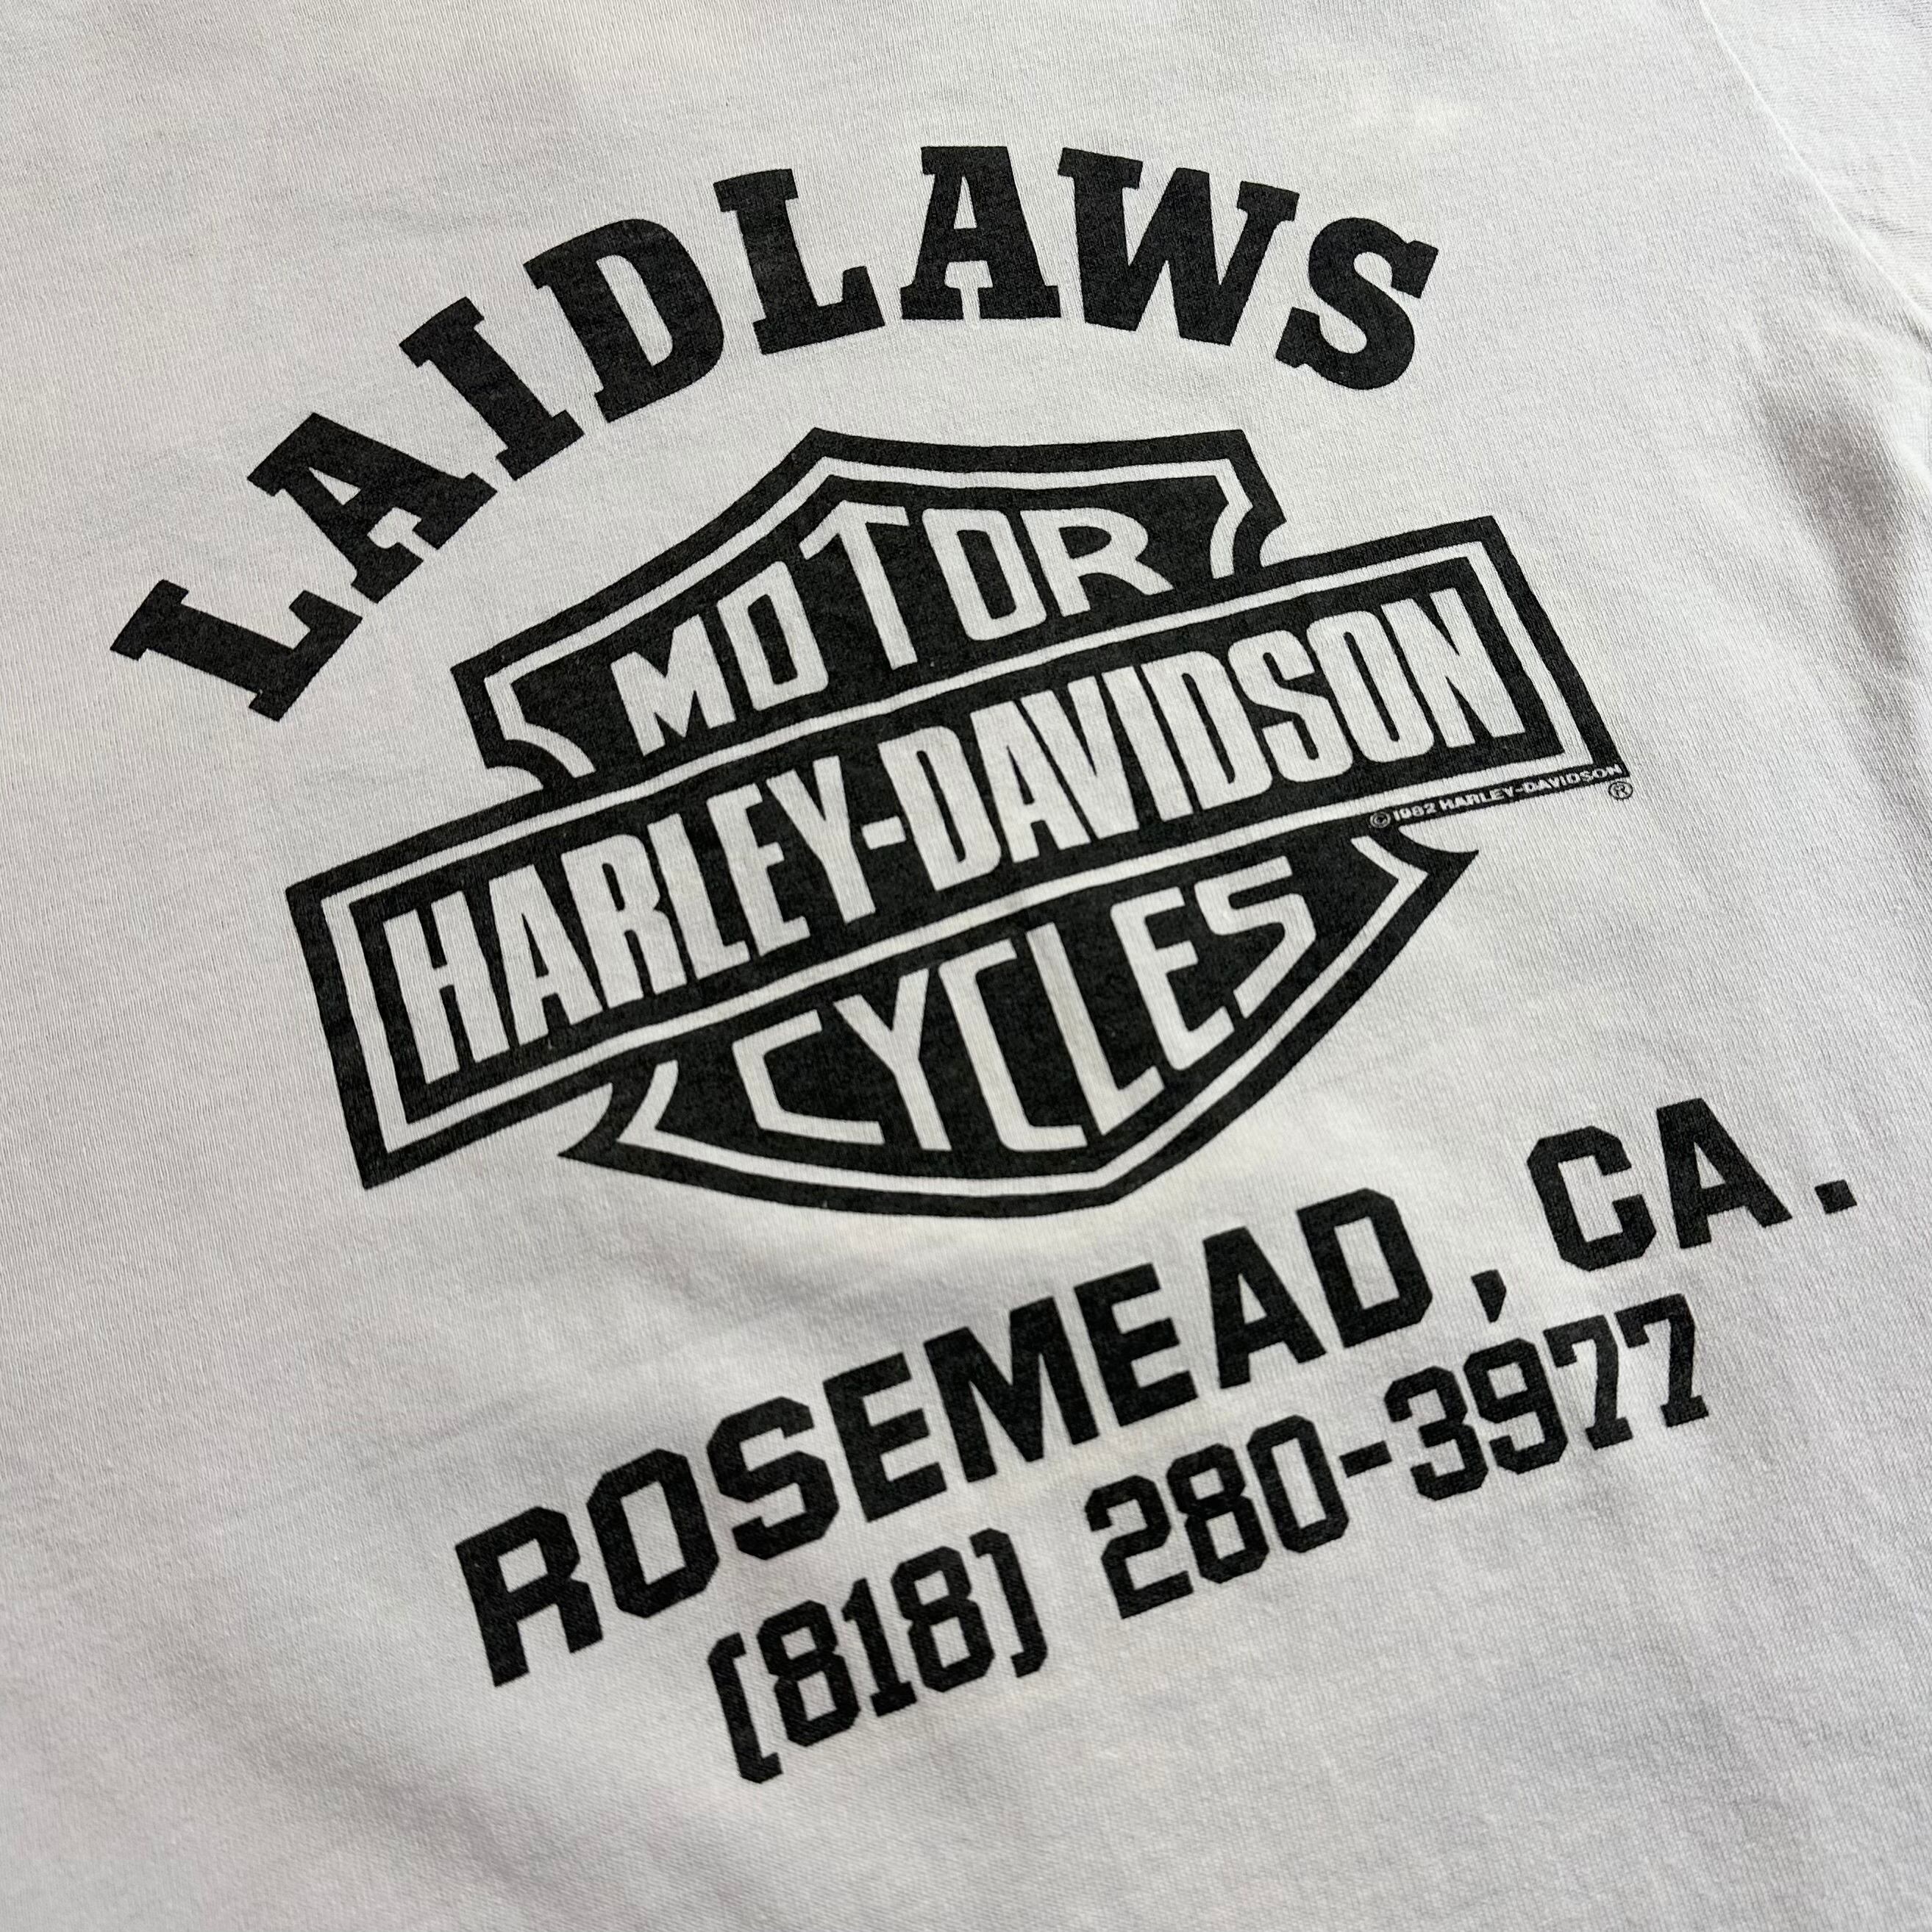 LAIDLAWS
MOTOR
HARLEY-DAVIDSON
©1982 HARLEY-DAVIDSON
®
CYCLES
ROSEMEAD, CA.
(818) 280-3977